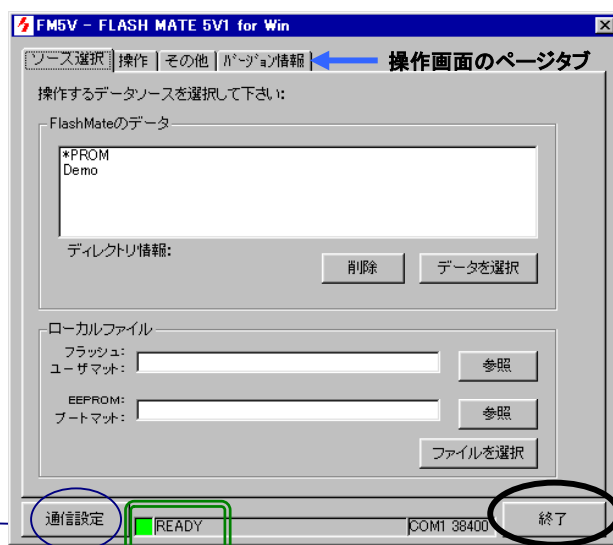 FM5V - FLASH MATE 5V1 for Win
ソース選択 操作 その他 ﾊﾞｰｼﾞｮﾝ情報 操作画面のページタブ
操作するデータソースを選択して下さい:
FlashMateのデータ
*PROM
Demo
ディレクトリ情報:
削除 データを選択
ローカルファイル
フラッシュ:
ユーザマット: 参照
EEPROM:
ブートマット: 参照
ファイルを選択
通信設定 READY COM1 38400 終了